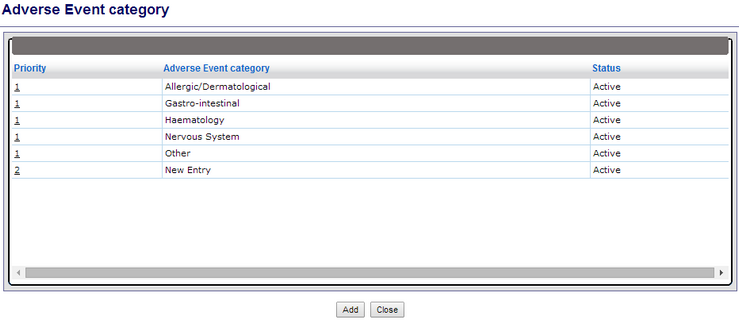 Adverse Event category
Priority Adverse Event category Status
1 Allergic/Dermatological Active
1 Gastro-intestinal Active
1 Haematology Active
1 Nervous System Active
1 Other Active
2 New Entry Active
Add Close